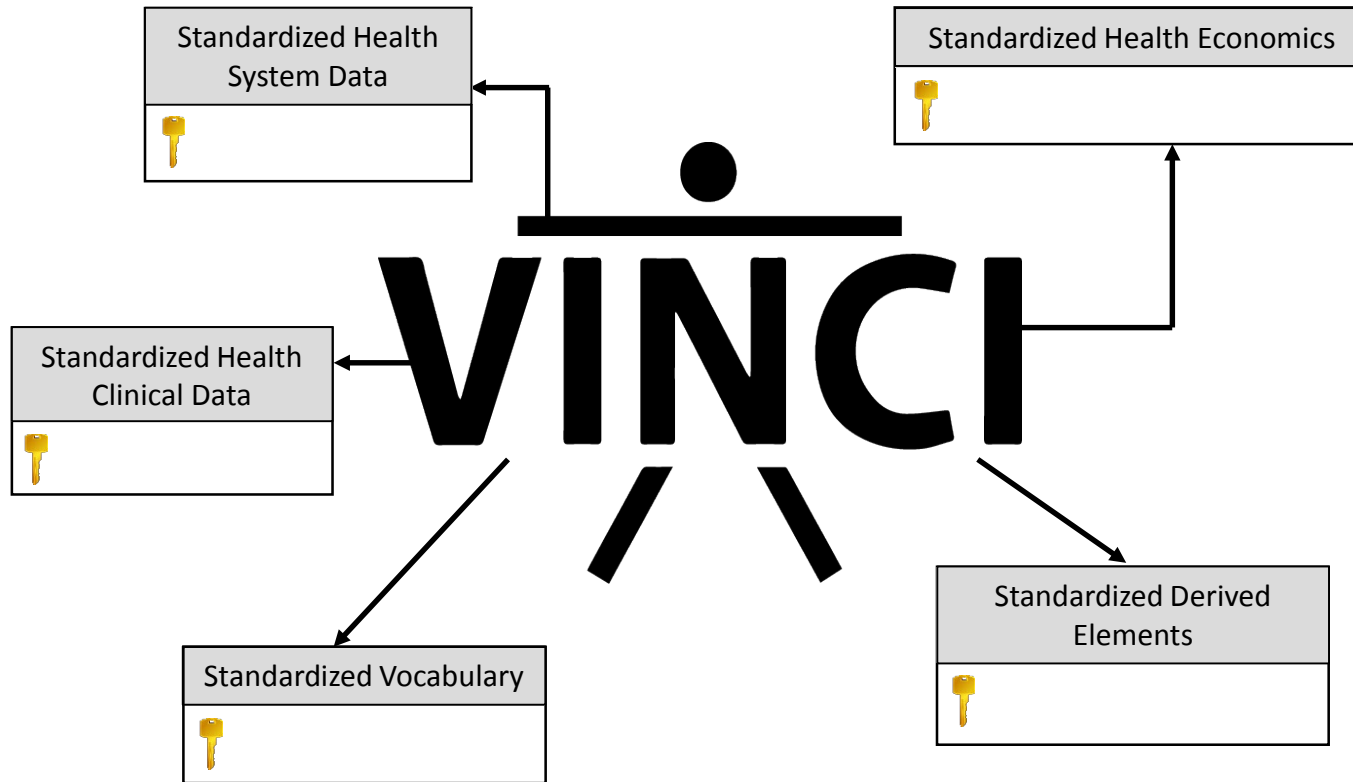 Standardized Health
System Data
Standardized Health Economics
VINCI
Standardized Health
Clinical Data
Standardized Derived
Elements
Standardized Vocabulary